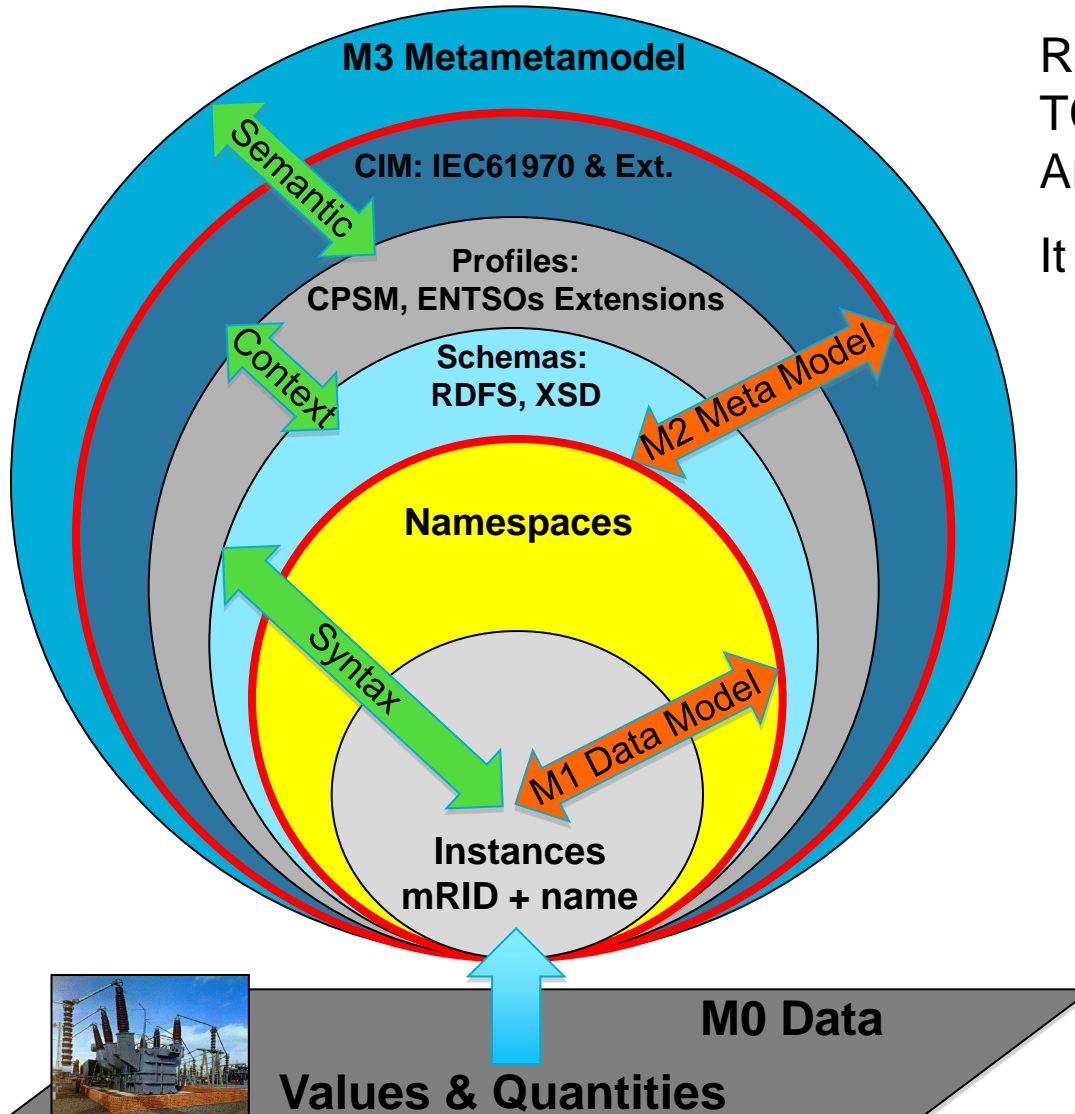 M3 Metametamodel
Semantic
CIM: IEC61970 & Ext.
Profiles:
CPSM, ENTSOs Extensions
Context
Schemas:
RDFS, XSD
M2 Meta Model
Namespaces
Syntax
M1 Data Model
Instances
mRID + name
M0 Data
Values & Quantities
It